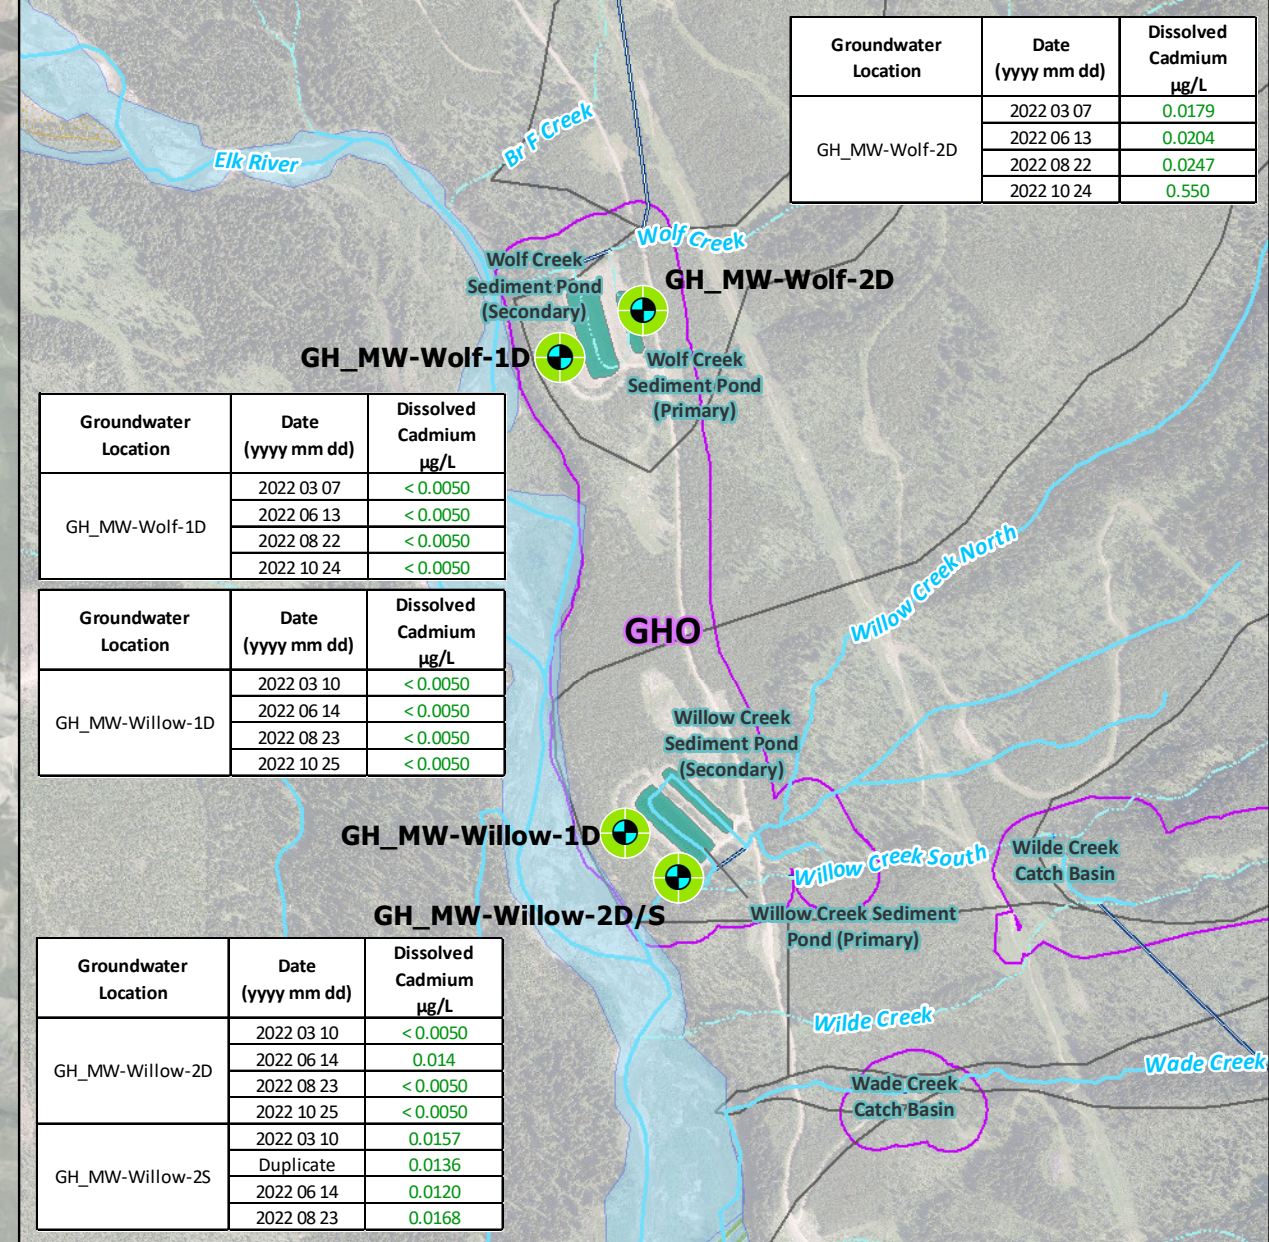 Groundwater Location | Date (yyyy mm dd) | Dissolved Cadmium µg/L
GH_MW-Wolf-2D | 2022 03 07 | 0.0179
2022 06 13 | 0.0204
2022 08 22 | 0.0247
2022 10 24 | 0.550
Br F Creek
Elk River
Wolf Creek
Wolf Creek
Sediment Pond
(Secondary)
GH_MW-Wolf-2D
GH_MW-Wolf-1D
Wolf Creek
Sediment Pond
(Primary)
Groundwater Location | Date (yyyy mm dd) | Dissolved Cadmium µg/L
GH_MW-Wolf-1D | 2022 03 07 | < 0.0050
2022 06 13 | < 0.0050
2022 08 22 | < 0.0050
2022 10 24 | < 0.0050
Willow Creek North
Groundwater Location | Date (yyyy mm dd) | Dissolved Cadmium µg/L
GH_MW-Willow-1D | 2022 03 10 | < 0.0050
2022 06 14 | < 0.0050
2022 08 23 | < 0.0050
2022 10 25 | < 0.0050
GHO
Willow Creek
Sediment Pond
(Secondary)
GH_MW-Willow-1D
Willow Creek South
Wilde Creek
Catch Basin
GH_MW-Willow-2D/S
Willow Creek Sediment
Pond (Primary)
Groundwater Location | Date (yyyy mm dd) | Dissolved Cadmium µg/L
GH_MW-Willow-2D | 2022 03 10 | < 0.0050
2022 06 14 | 0.014
2022 08 23 | < 0.0050
2022 10 25 | < 0.0050
GH_MW-Willow-2S | 2022 03 10 | 0.0157
Duplicate | 0.0136
2022 06 14 | 0.0120
2022 08 23 | 0.0168
Wilde Creek
Wade Creek
Wade Creek
Catch Basin